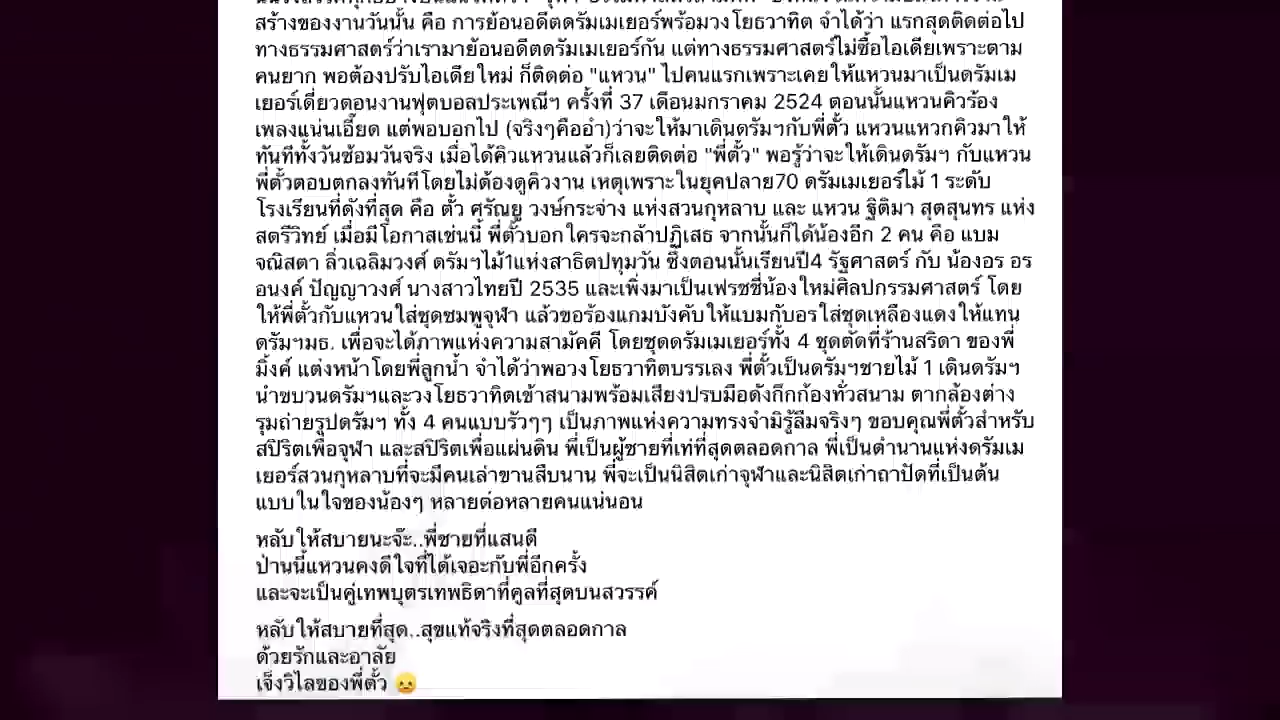 สร้างของงานวันนั้น คือ การย้อนอดีตดรัมเมเยอร์พร้อมวงโยธวาทิต จำได้ว่า แรกสุดติดต่อไป
ทางธรรมศาสตร์ว่าเรามาย้อนอดีตดรัมเมเยอร์กัน แต่ทางธรรมศาสตร์ไม่ซื้อไอเดียเพราะตาม
คนยาก พอต้องปรับไอเดียใหม่ ก็ติดต่อ "แหวน" ไปคนแรกเพราะเคยให้แหวนมาเป็นดรัมเม
เยอร์เดี่ยวตอนงานฟุตบอลประเพณีฯ ครั้งที่ 37 เดือนมกราคม 2524 ตอนนั้นแหวนคิวร้อง
เพลงแน่นเอี๊ยด แต่พอบอกไป (จริงๆคืออำ)ว่าจะให้มาเดินดรัมฯกับพี่ตั้ว แหวนแหวกคิวมาให้
ทันทีทั้งวันซ้อมวันจริง เมื่อได้คิวแหวนแล้วก็เลยติดต่อ "พี่ตั้ว" พอรู้ว่าจะให้เดินดรัมฯ กับแหวน
พี่ตั้วตอบตกลงทันทีโดยไม่ต้องดูคิวงาน เหตุเพราะในยุคปลาย70 ดรัมเมเยอร์ไม้ 1 ระดับ
โรงเรียนที่ดังที่สุด คือ ตั้ว ศรัณยู วงษ์กระจ่าง แห่งสวนกุหลาบ และ แหวน ฐิติมา สุตสุนทร แห่ง
สตรีวิทย์ เมื่อมีโอกาสเช่นนี้ พี่ตั้วบอกใครจะกล้าปฏิเสธ จากนั้นก็ได้น้องอีก 2 คน คือ แบม
จณิสตา ลิ่วเฉลิมวงศ์ ดรัมฯไม้1แห่งสาธิตปทุมวัน ซึ่งตอนนั้นเรียนปี4 รัฐศาสตร์ กับ น้องอร อร
อนงค์ ปัญญาวงศ์ นางสาวไทยปี 2535 และเพิ่งมาเป็นเฟรชชี่น้องใหม่ศิลปกรรมศาสตร์ โดย
ให้พี่ตั้วกับแหวนใส่ชุดชมพูจุฬา แล้วขอร้องแกมบังคับให้แบมกับอรใส่ชุดเหลืองแดงให้แทน
ดรัมฯมธ. เพื่อจะได้ภาพแห่งความสามัคคี โดยชุดดรัมเมเยอร์ทั้ง 4 ชุดตัดที่ร้านสริดา ของพี่
มิ้งค์ แต่งหน้าโดยพี่ลูกน้ำ จำได้ว่าพอวงโยธวาทิตบรรเลง พี่ตั้วเป็นดรัมฯชายไม้ 1 เดินดรัมฯ
นำขบวนดรัมฯและวงโยธวาทิตเข้าสนามพร้อมเสียงปรบมือดังกึกก้องทั่วสนาม ตากล้องต่าง
รุมถ่ายรูปดรัมฯ ทั้ง 4 คนแบบรัวๆๆ เป็นภาพแห่งความทรงจำมิรู้ลืมจริงๆ ขอบคุณพี่ตั้วสำหรับ
สปิริตเพื่อจุฬา และสปิริตเพื่อแผ่นดิน พี่เป็นผู้ชายที่เท่ที่สุดตลอดกาล พี่เป็นตำนานแห่งดรัมเม
เยอร์สวนกุหลาบที่จะมีคนเล่าขานสืบนาน พี่จะเป็นนิสิตเก่าจุฬาและนิสิตเก่าถาปัดที่เป็นต้น
แบบในใจของน้องๆ หลายต่อหลายคนแน่นอน
หลับให้สบายนะจ๊ะ..พี่ชายที่แสนดี
ป่านนี้แหวนคงดีใจที่ได้เจอะกับพี่อีกครั้ง
และจะเป็นคู่เทพบุตรเทพธิดาที่คูลที่สุดบนสวรรค์
หลับให้สบายที่สุด..สุขแท้จริงที่สุดตลอดกาล
ด้วยรักและอาลัย
เจ็งวิไลของพี่ตั้ว